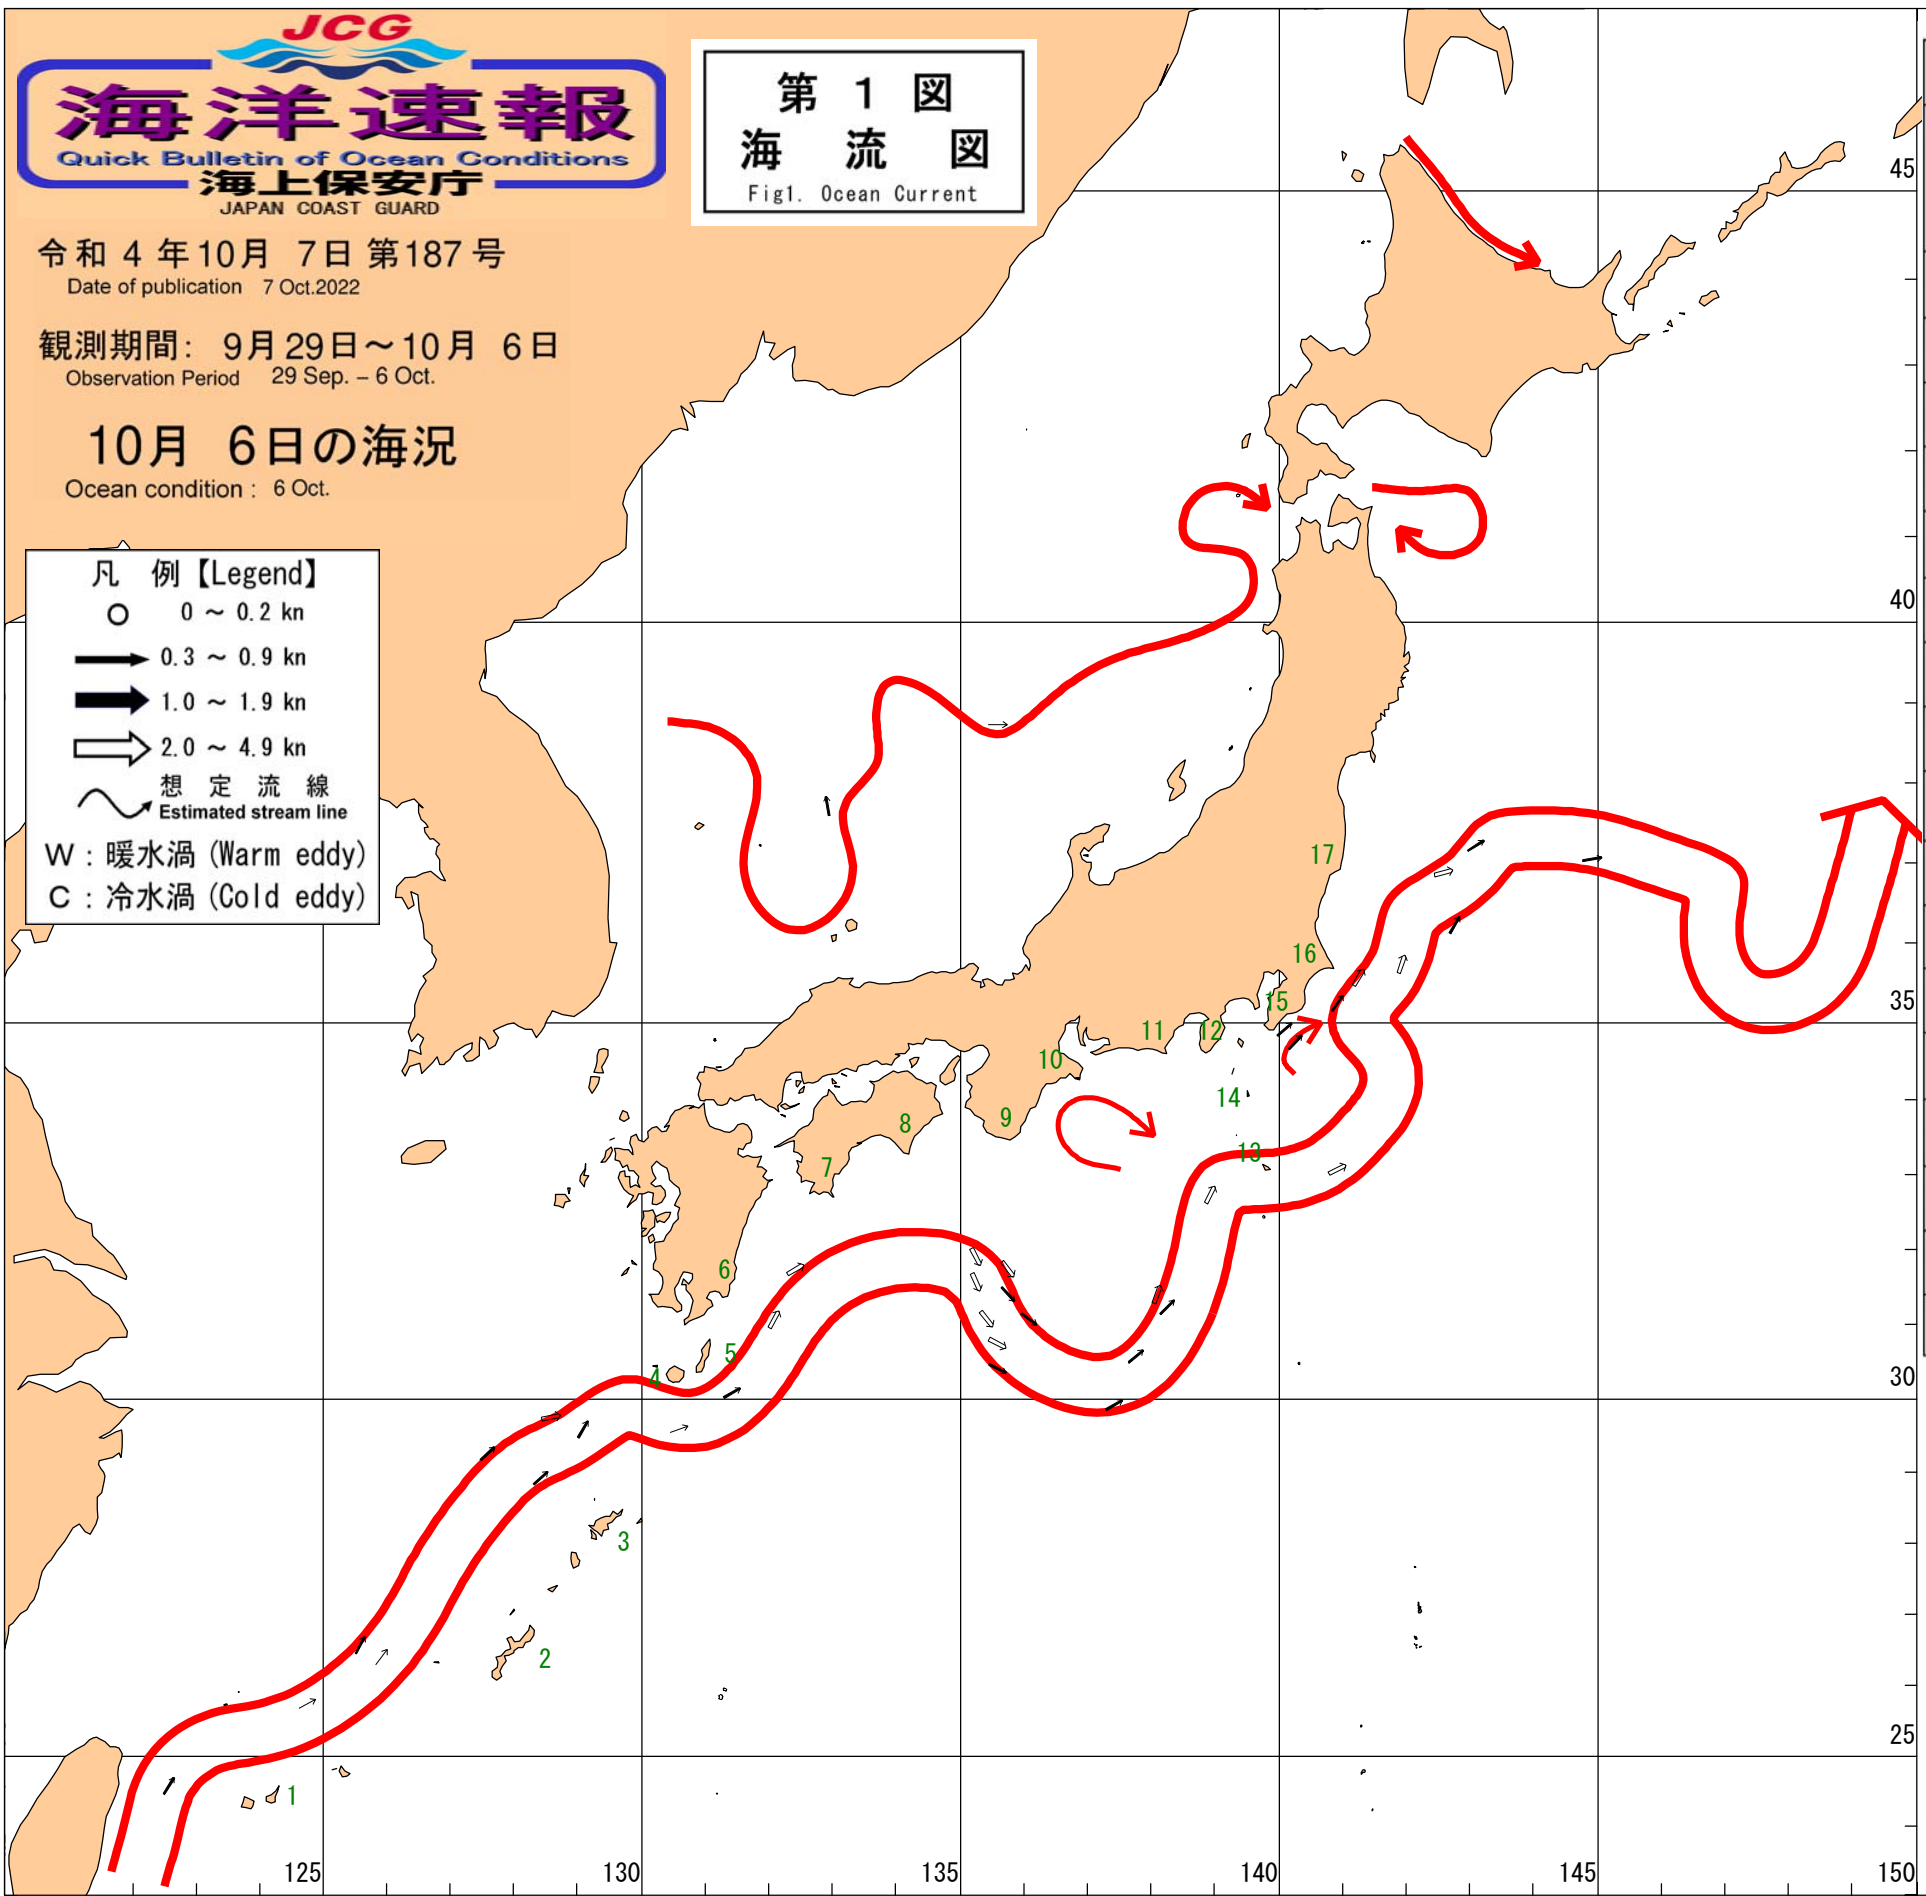 JCG
海洋速報
Quick Bulletin of Ocean Conditions
海上保安庁
JAPAN COAST GUARD
第 1 図
海 流 図
Fig1. Ocean Current
令和 4 年10月 7日 第187 号
Date of publication 7 Oct.2022
観測期間: 9月29日～10月 6日
Observation Period 29 Sep. – 6 Oct.
10月 6日の海況
Ocean condition : 6 Oct.
凡 例【Legend】
0 ～ 0.2 kn
0.3 ～ 0.9 kn
1.0 ～ 1.9 kn
2.0 ～ 4.9 kn
想 定 流 線
Estimated stream line
W : 暖水渦 (Warm eddy)
C : 冷水渦 (Cold eddy)
45
40
17
16
35
15
11
12
10
14
9
8
13
7
6
5
4
30
3
2
25
1
125
130
135
140
145
150